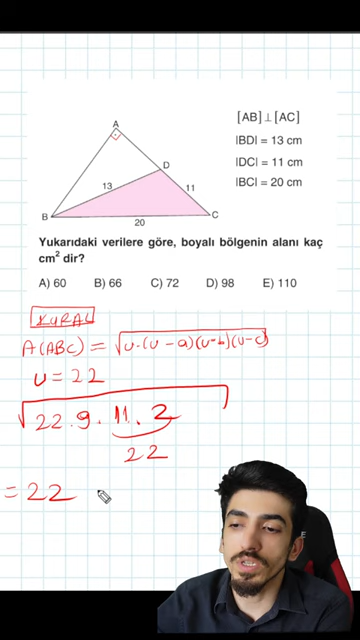 [AB] ⊥ [AC]
|BD| = 13 cm
|DC| = 11 cm
|BC| = 20 cm
A
D
13
11
B
C
20
Yukarıdaki verilere göre, boyalı bölgenin alanı kaç
cm² dir?
A) 60 B) 66 C) 72 D) 98 E) 110
KURAL
A(ABC) = √u·(u-a)(u-b)(u-c)
u = 22
√22.9.11.2
22
= 22